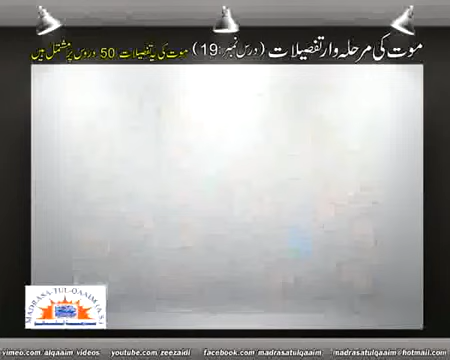 موت کی مرحلہ وار تفصیلات (درس نمبر:19) موت کی یہ تفصیلات 50 دروس پر مشتمل ہیں
MADRASA-TUL-QAAIM (A.S)
vimeo.com/alqaaim videos youtube.com/zeezaidi facebook.com/madrasatulqaaim madrasatulqaaim@hotmail.com